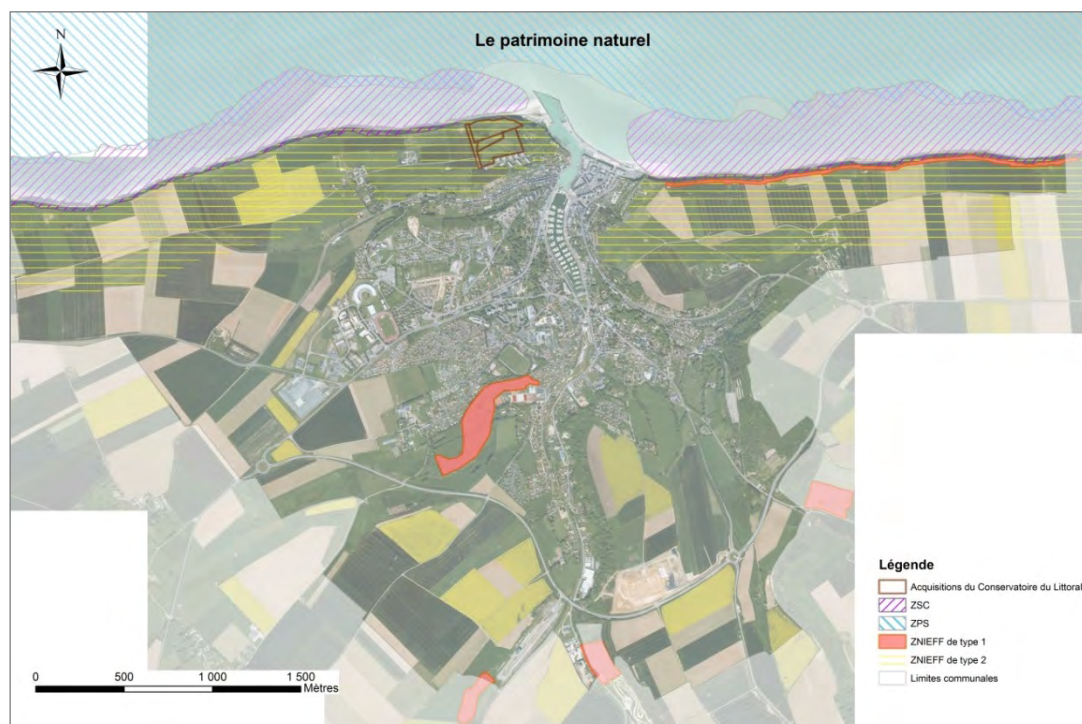 Le patrimoine naturel
N
Légende
Acquisitions du Conservatoire du Littoral
ZSC
ZPS
ZNIEFF de type 1
ZNIEFF de type 2
Limites communales
0 500 1 000 1 500
Mètres